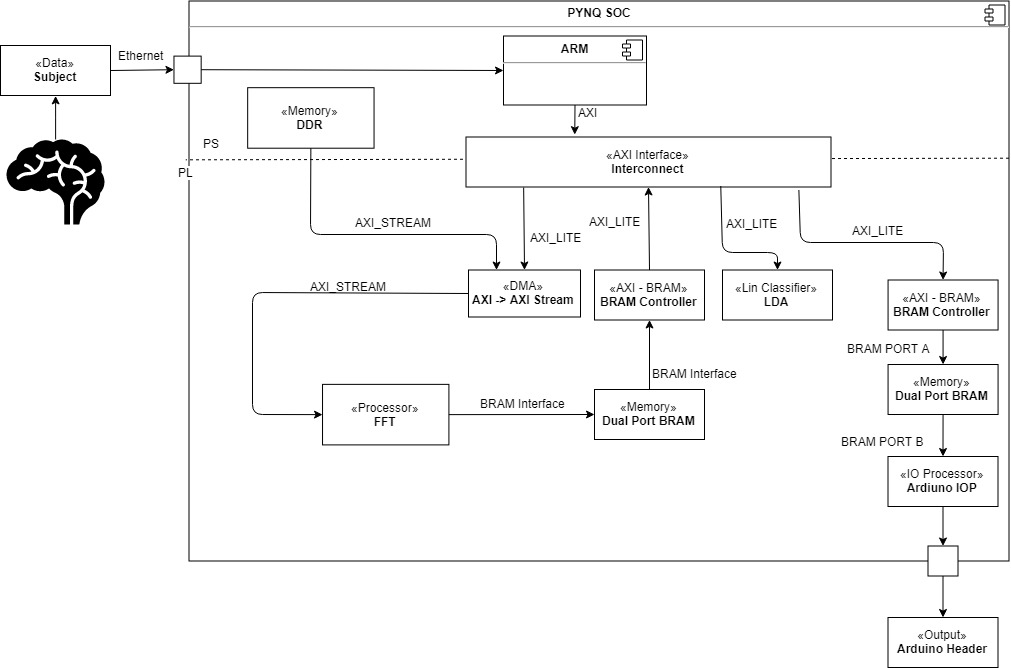 PYNQ SOC
«Data»
Subject
Ethernet
ARM
AXI
«Memory»
DDR
PS
PL
«AXI Interface»
Interconnect
AXI_STREAM
AXI_LITE
AXI_LITE
AXI_LITE
AXI_LITE
AXI_STREAM
«DMA»
AXI -> AXI Stream
«AXI - BRAM»
BRAM Controller
«Lin Classifier»
LDA
«AXI - BRAM»
BRAM Controller
BRAM PORT A
BRAM Interface
«Processor»
FFT
BRAM Interface
«Memory»
Dual Port BRAM
«Memory»
Dual Port BRAM
BRAM PORT B
«IO Processor»
Ardiuno IOP
«Output»
Arduino Header